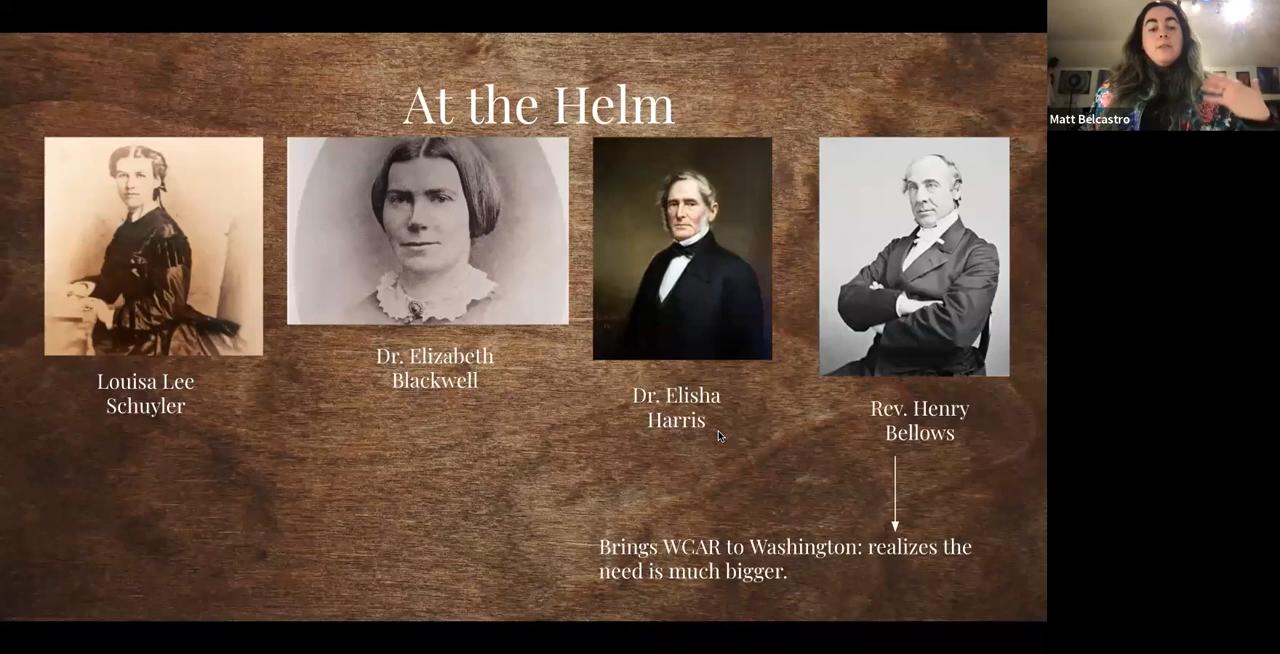 At the Helm
Matt Belcastro
Louisa Lee
Schuyler
Dr. Elizabeth
Blackwell
Dr. Elisha
Harris
Rev. Henry
Bellows
Brings WCAR to Washington: realizes the
need is much bigger.